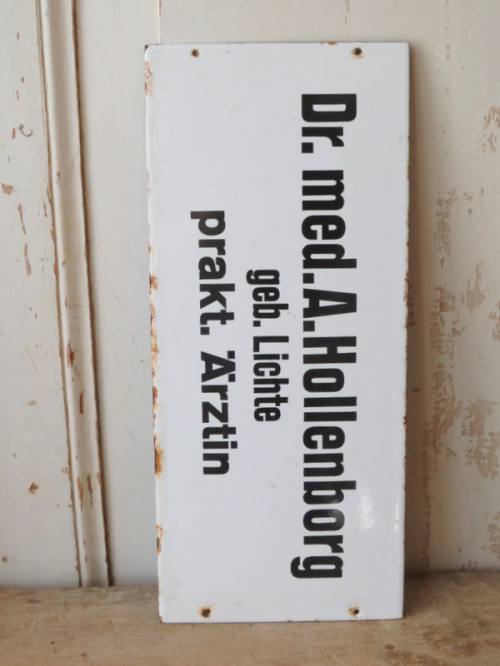 Dr. med. A. Hollenborg
geb. Lichte
prakt. Ärztin